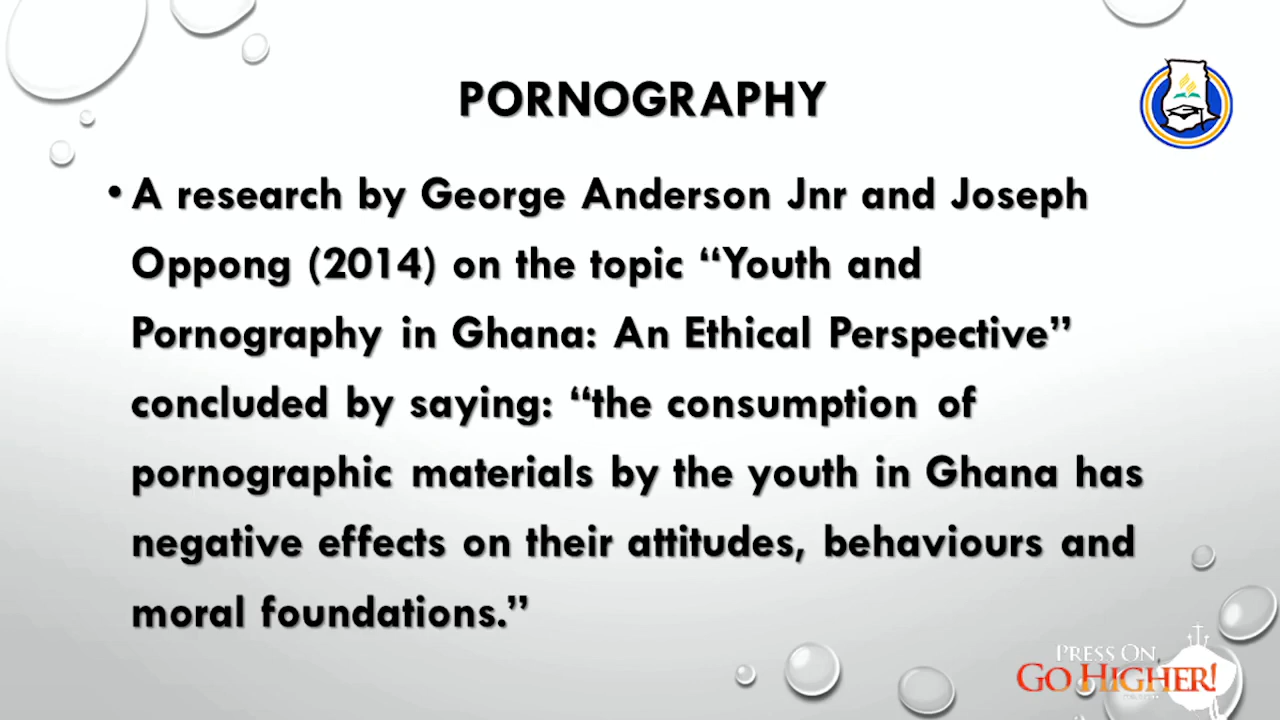 PORNOGRAPHY
• A research by George Anderson Jnr and Joseph
Oppong (2014) on the topic “Youth and
Pornography in Ghana: An Ethical Perspective”
concluded by saying: “the consumption of
pornographic materials by the youth in Ghana has
negative effects on their attitudes, behaviours and
moral foundations.”
PRESS ON,
GO HIGHER!